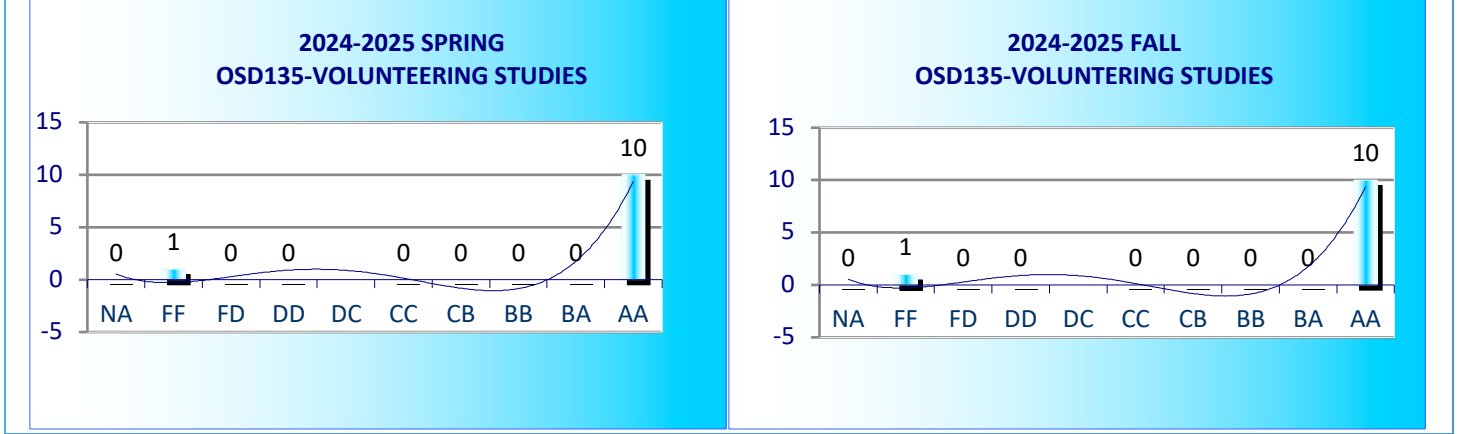 2024-2025 SPRING
OSD135-VOLUNTEERING STUDIES
15
10
5
0
-5
0 1 0 0 0 0 0 0 10
NA FF FD DD DC CC CB BB BA AA
2024-2025 FALL
OSD135-VOLUNTERING STUDIES
15
10
5
0
-5
0 1 0 0 0 0 0 0 10
NA FF FD DD DC CC CB BB BA AA